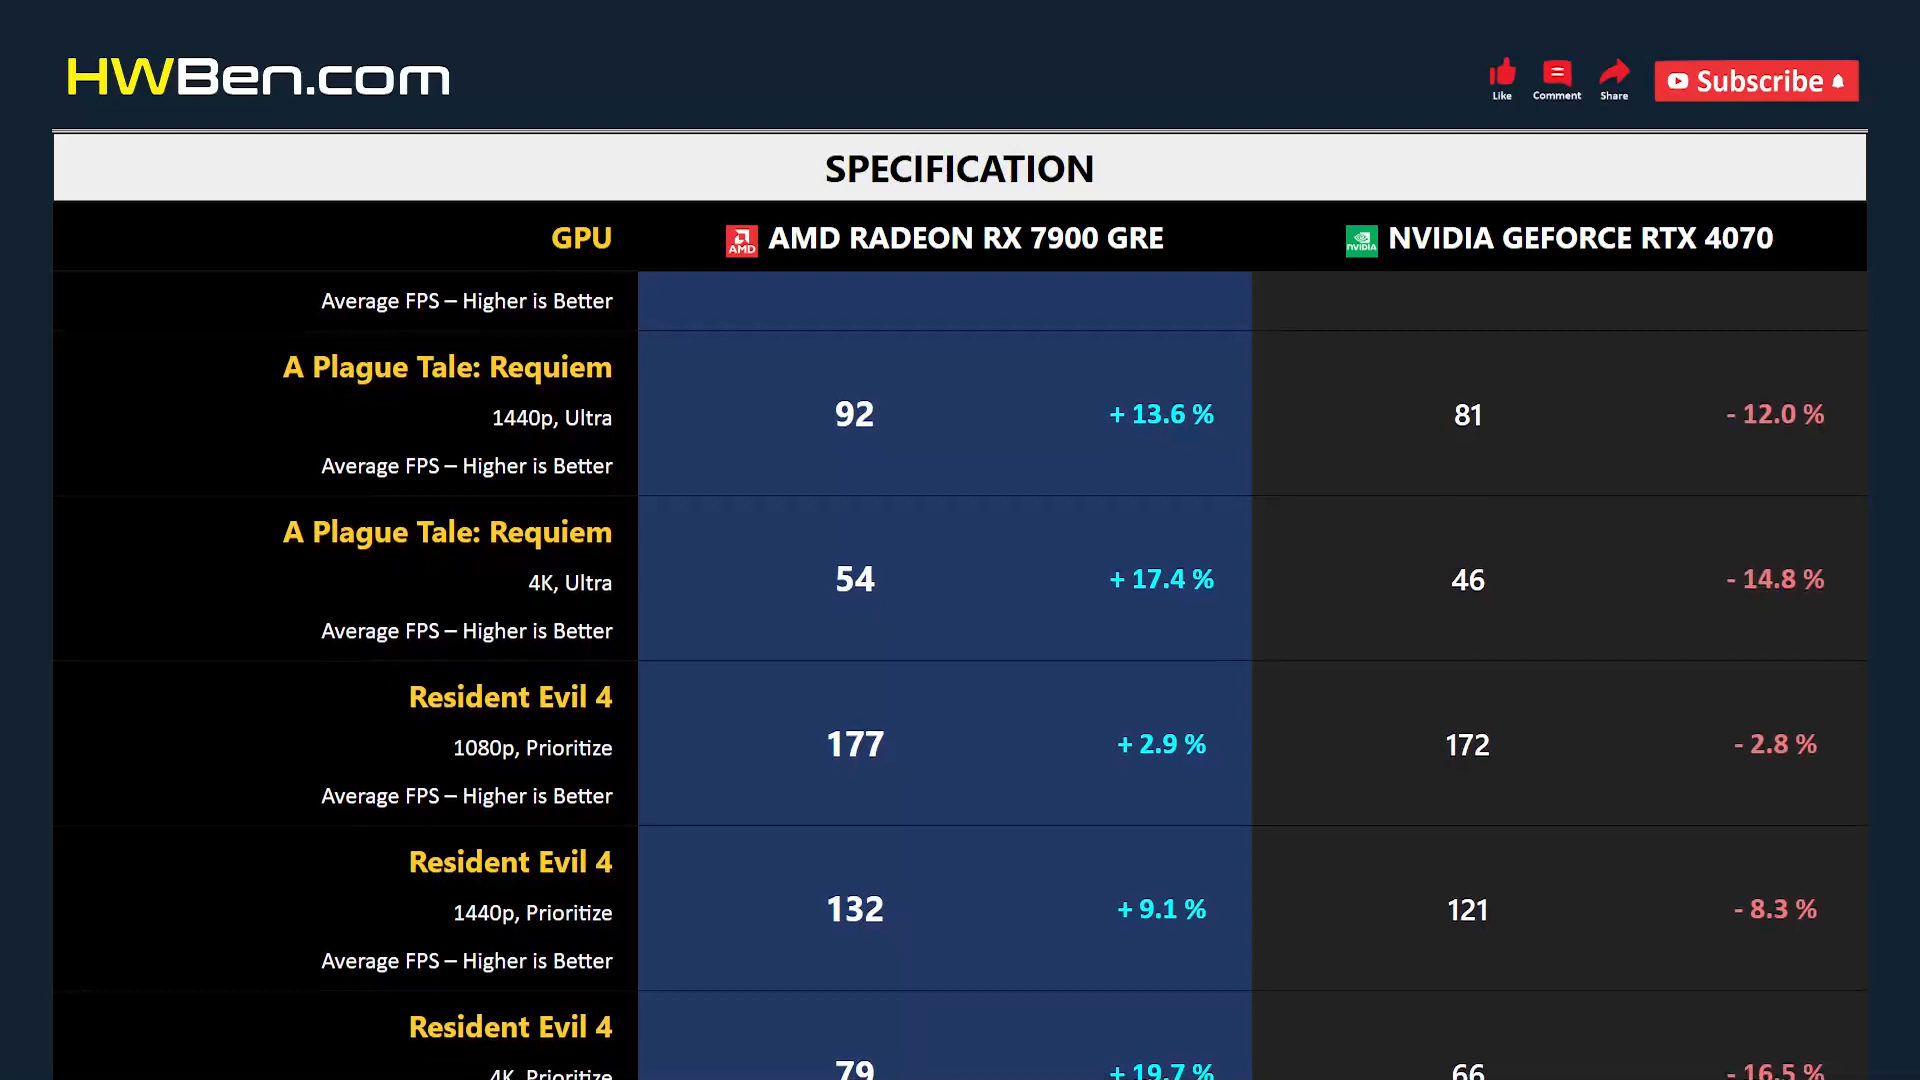 HWBen.com
Like
Comment
Share
Subscribe
SPECIFICATION
GPU
AMD
AMD RADEON RX 7900 GRE
NVIDIA
NVIDIA GEFORCE RTX 4070
Average FPS – Higher is Better
A Plague Tale: Requiem
1440p, Ultra
Average FPS – Higher is Better
92
+ 13.6 %
81
- 12.0 %
A Plague Tale: Requiem
4K, Ultra
Average FPS – Higher is Better
54
+ 17.4 %
46
- 14.8 %
Resident Evil 4
1080p, Prioritize
Average FPS – Higher is Better
177
+ 2.9 %
172
- 2.8 %
Resident Evil 4
1440p, Prioritize
Average FPS – Higher is Better
132
+ 9.1 %
121
- 8.3 %
Resident Evil 4
4K, Prioritize
79
+ 19.7 %
66
- 16.5 %